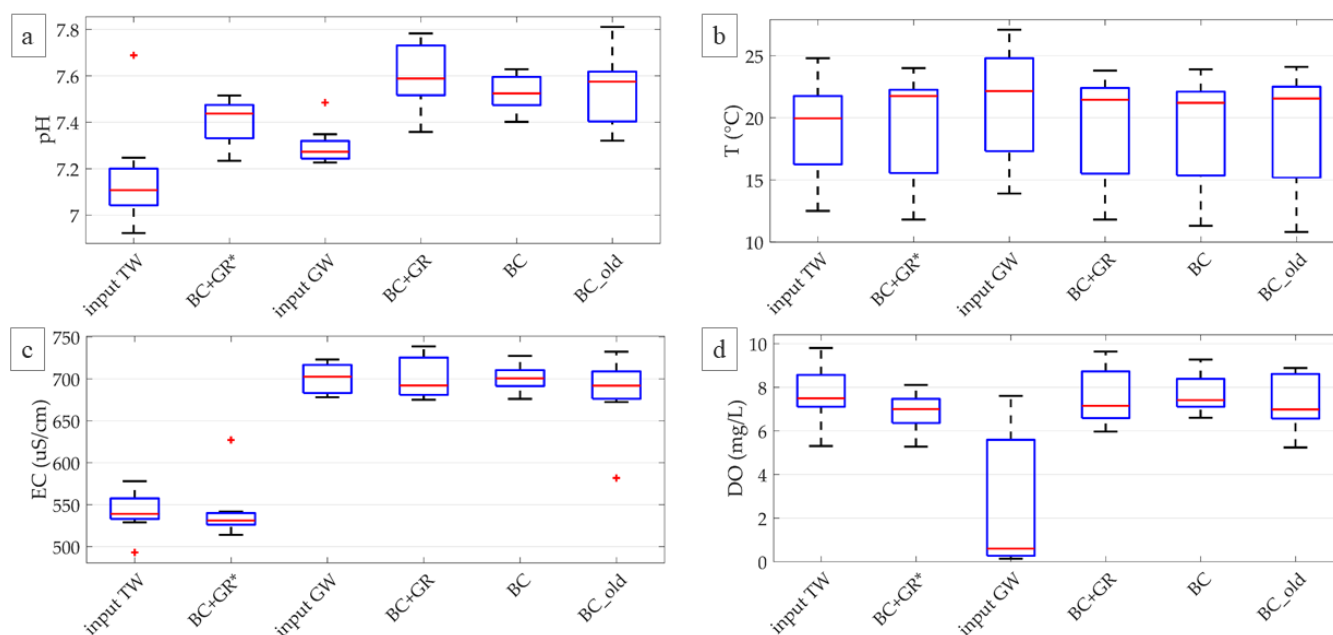 a
7.8
7.6
7.4
7.2
7
pH
input TW
BC+GR*
input GW
BC+GR
BC
BC_old
b
25
20
15
10
T (°C)
input TW
BC+GR*
input GW
BC+GR
BC
BC_old
c
750
700
650
600
550
500
EC (uS/cm)
input TW
BC+GR*
input GW
BC+GR
BC
BC_old
d
10
8
6
4
2
0
DO (mg/L)
input TW
BC+GR*
input GW
BC+GR
BC
BC_old